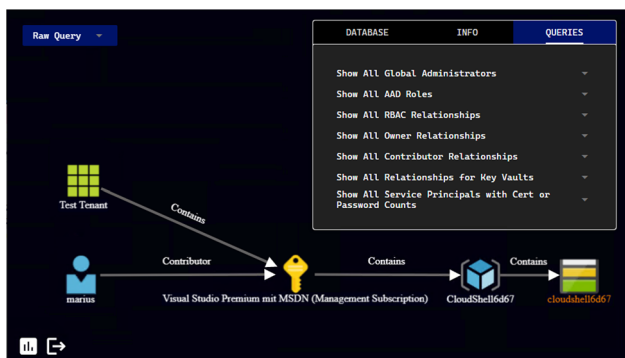 Raw Query
DATABASE INFO QUERIES
Show All Global Administrators
Show All AAD Roles
Show All RBAC Relationships
Show All Owner Relationships
Show All Contributor Relationships
Show All Relationships for Key Vaults
Show All Service Principals with Cert or
Password Counts
Test Tenant
Contains
Contributor
Contains
Contains
marius
Visual Studio Premium mit MSDN (Management Subscription)
CloudShell6d67
cloudshell6d67